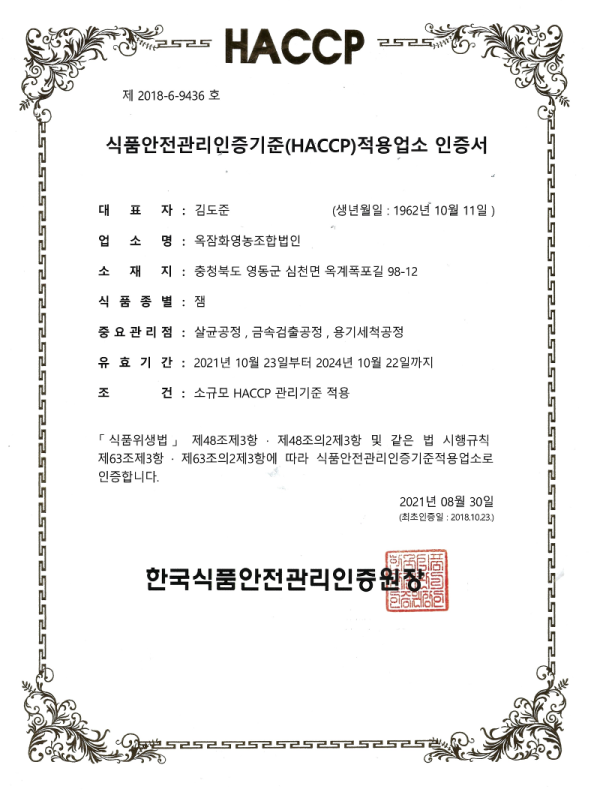 HACCP
제 2018-6-9436 호
식품안전관리인증기준(HACCP)적용업소 인증서
대 표 자 : 김도준 (생년월일 : 1962년 10월 11일 )
업 소 명 : 옥잠화영농조합법인
소 재 지 : 충청북도 영동군 심천면 옥계폭포길 98-12
식 품 종 별 : 잼
중요관리점 : 살균공정 , 금속검출공정 , 용기세척공정
유 효 기 간 : 2021년 10월 23일부터 2024년 10월 22일까지
조 건 : 소규모 HACCP 관리기준 적용
「식품위생법」 제48조제3항 · 제48조의2제3항 및 같은 법 시행규칙
제63조제3항 · 제63조의2제3항에 따라 식품안전관리인증기준적용업소로
인증합니다.
2021년 08월 30일
(최초인증일 : 2018.10.23.)
한국식품안전관리인증원장